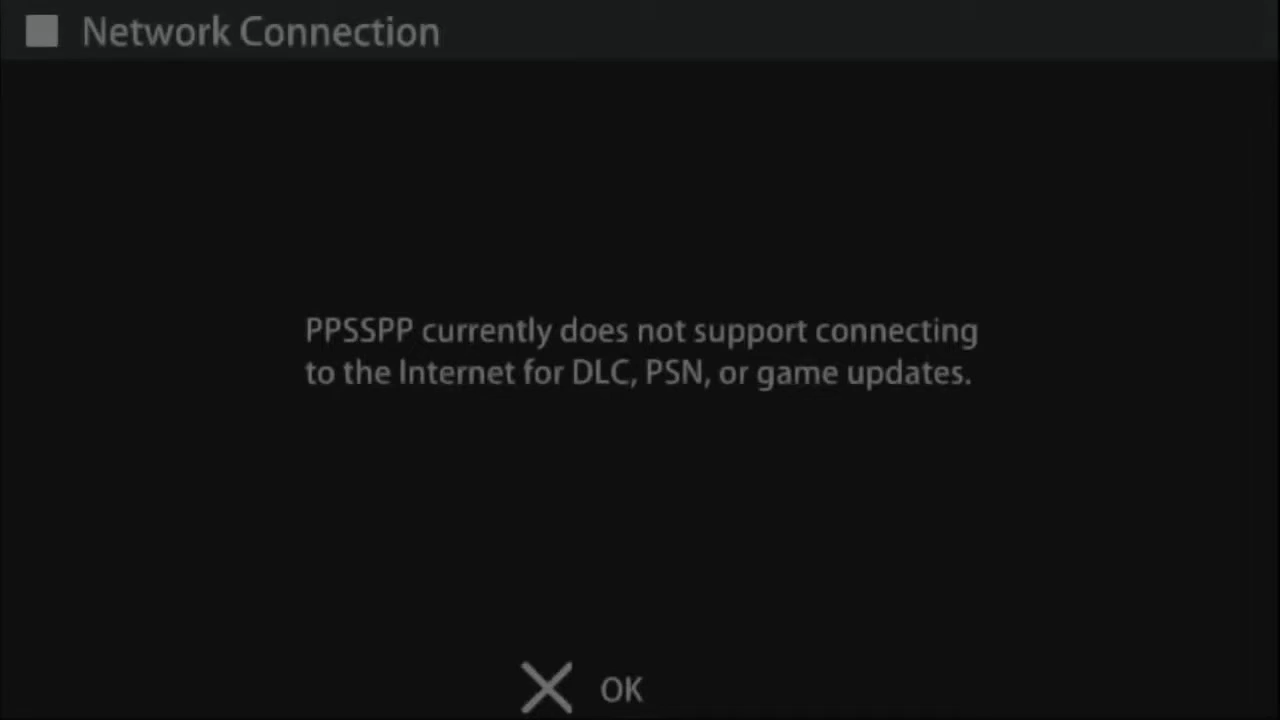 Network Connection
PPSSPP currently does not support connecting
to the Internet for DLC, PSN, or game updates.
OK